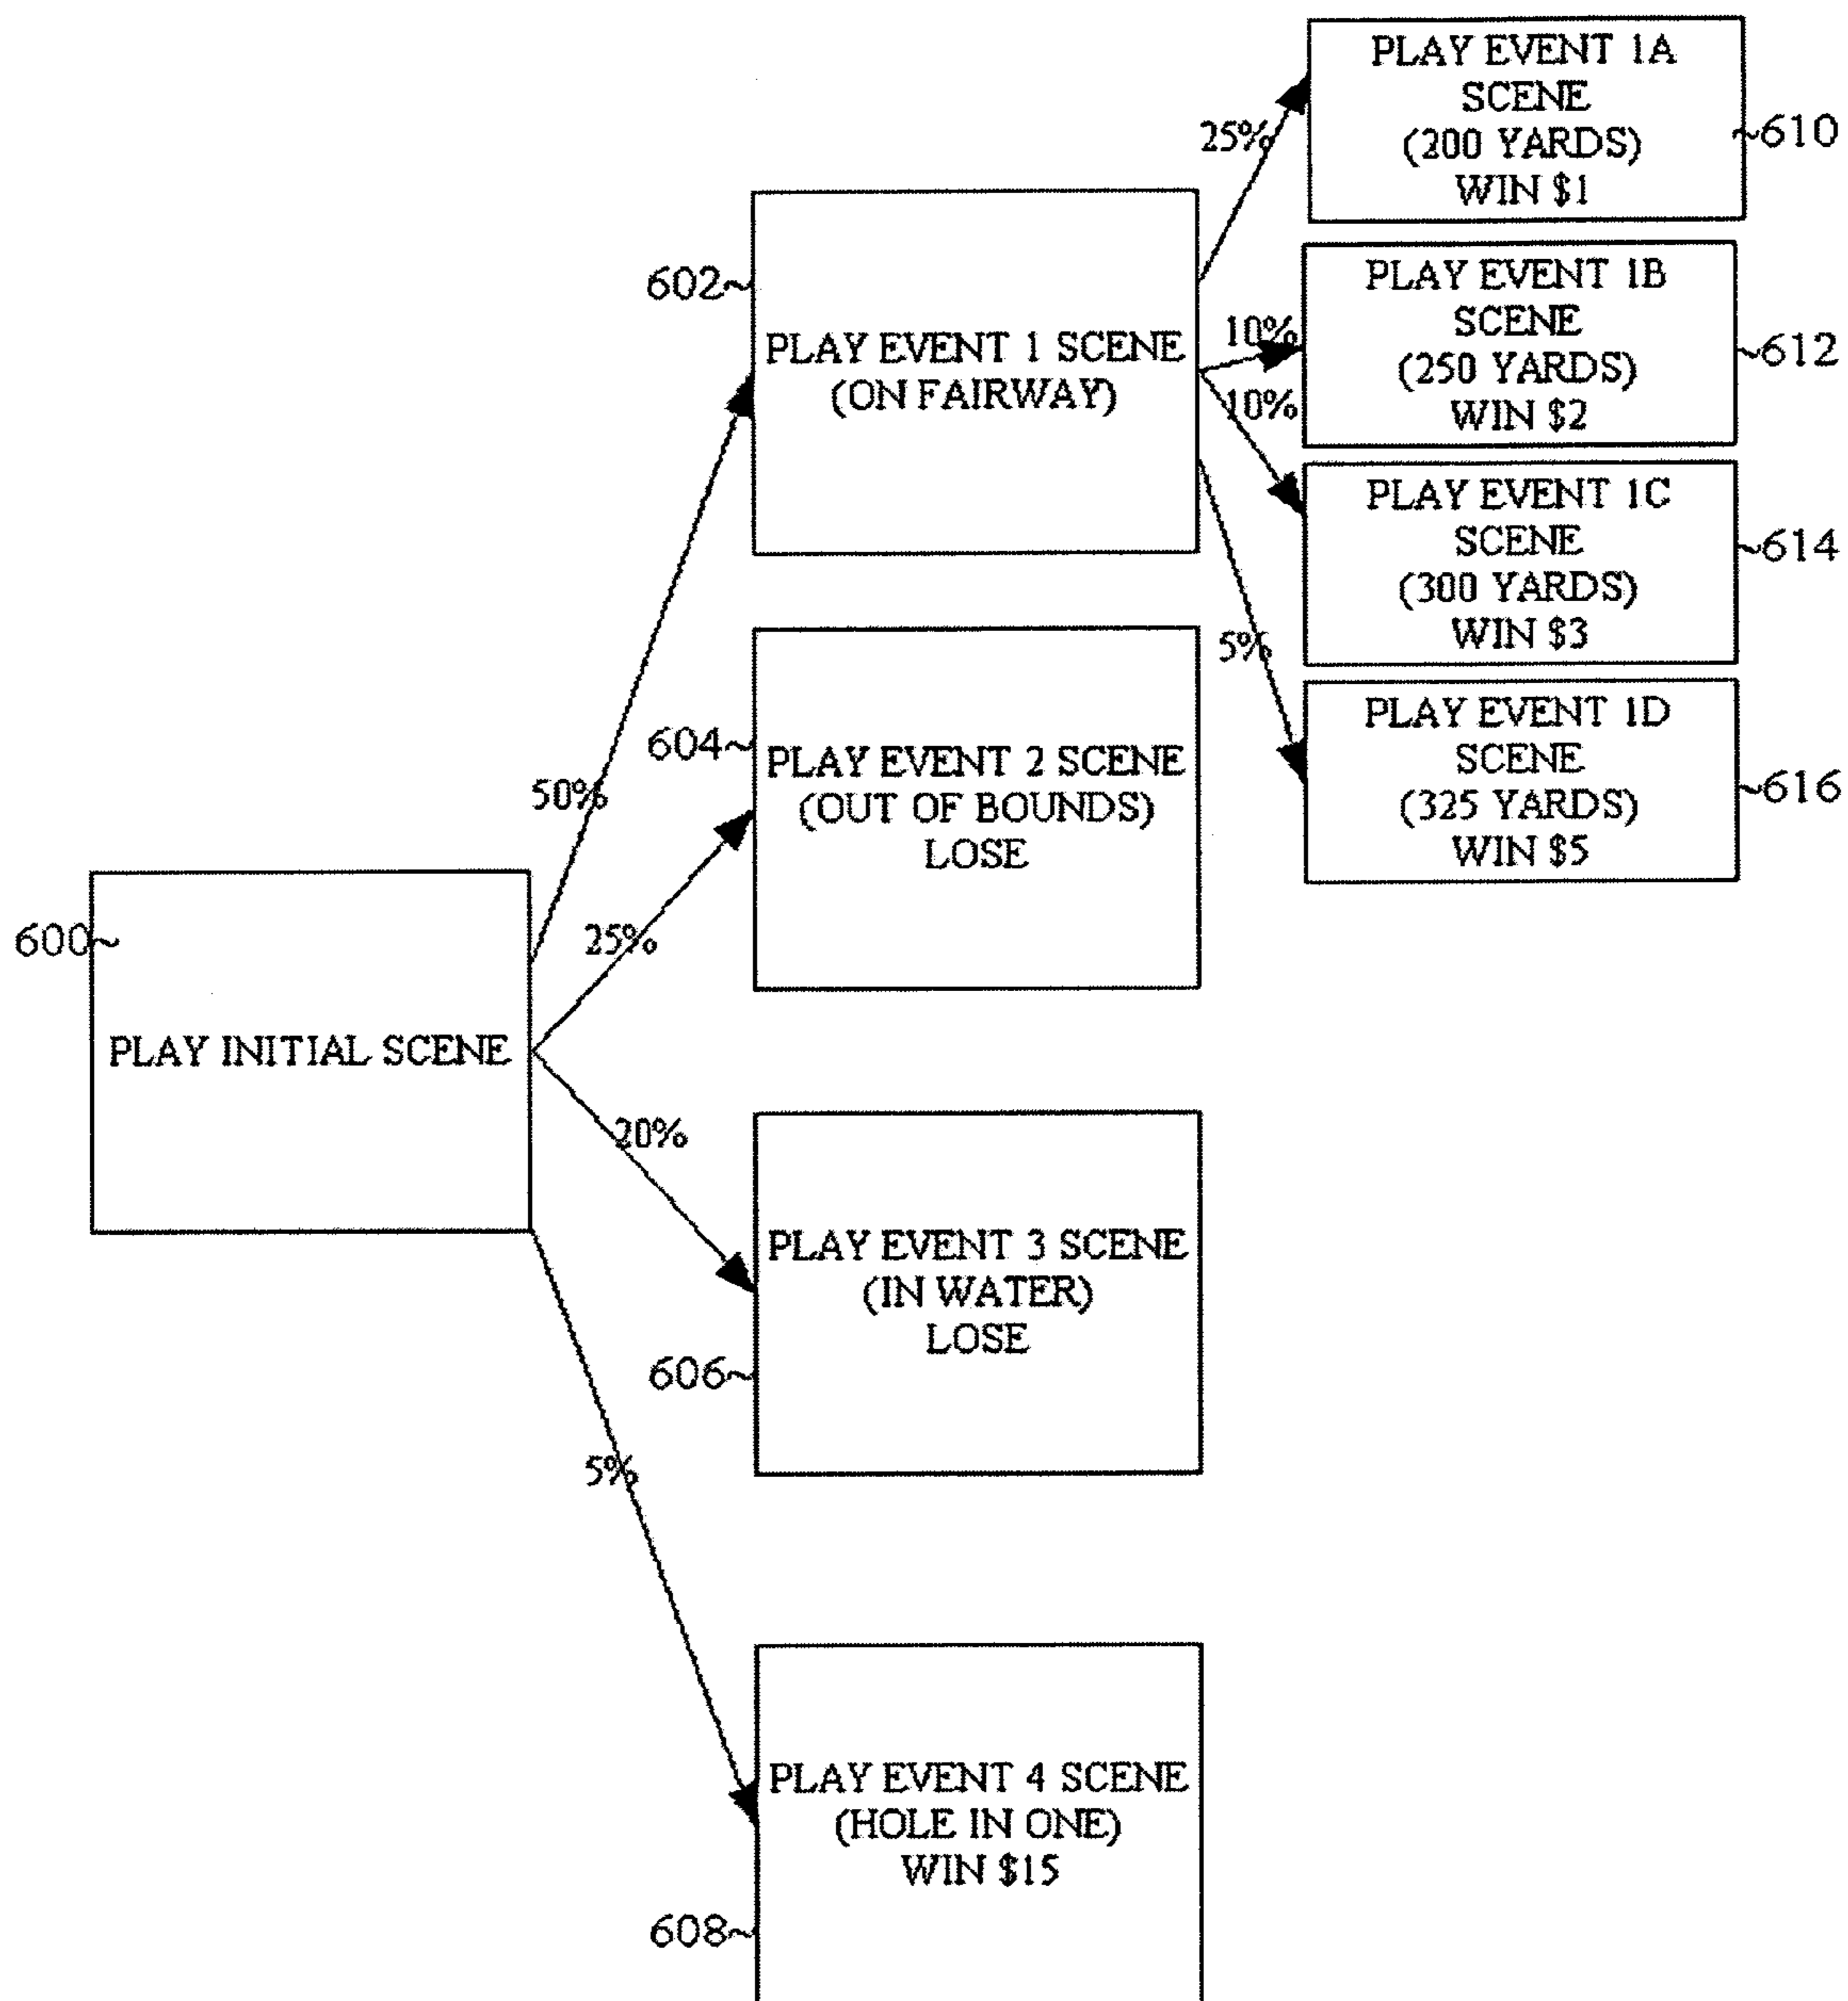 PLAY EVENT 1A
SCENE
(200 YARDS)
WIN $1
~610
25%
PLAY EVENT 1B
SCENE
(250 YARDS)
WIN $2
~612
10%
10%
PLAY EVENT 1C
SCENE
(300 YARDS)
WIN $3
~614
5%
PLAY EVENT 1D
SCENE
(325 YARDS)
WIN $5
~616
602~
PLAY EVENT 1 SCENE
(ON FAIRWAY)
604~
PLAY EVENT 2 SCENE
(OUT OF BOUNDS)
LOSE
50%
25%
600~
PLAY INITIAL SCENE
20%
PLAY EVENT 3 SCENE
(IN WATER)
LOSE
606~
5%
PLAY EVENT 4 SCENE
(HOLE IN ONE)
WIN $15
608~